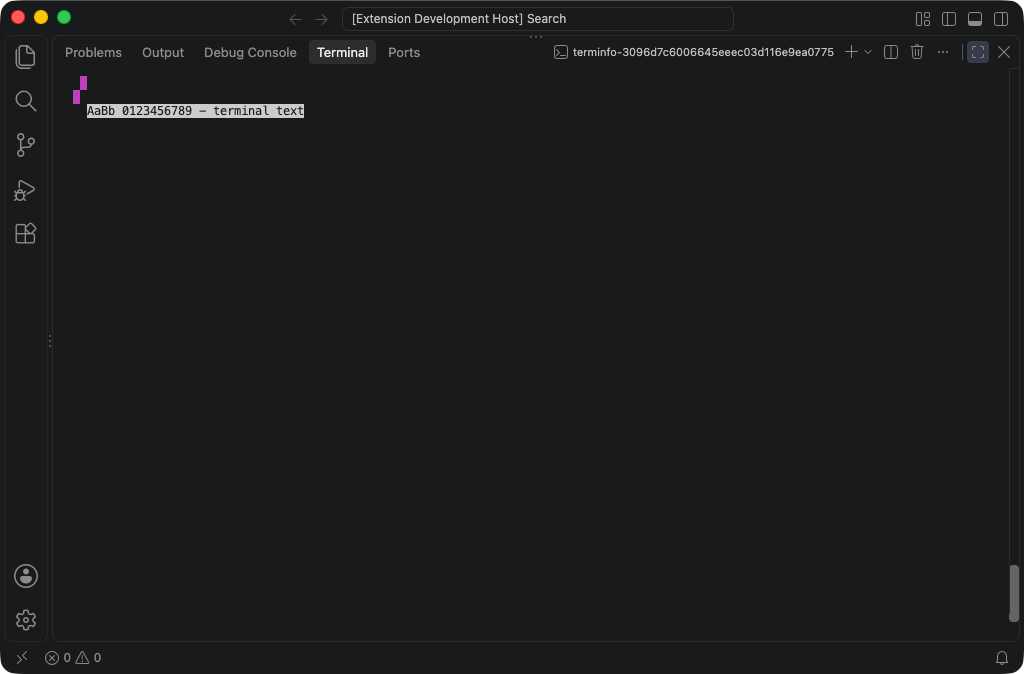 [Extension Development Host] Search
Problems Output Debug Console Terminal Ports terminfo-3096d7c6006645eeec03d116e9ea0775
AaBb 0123456789 – terminal text
0 0